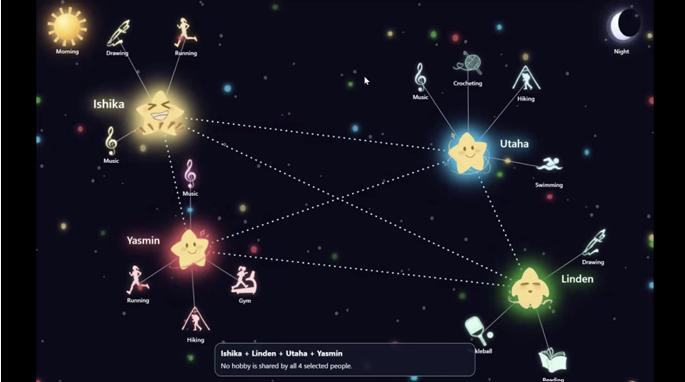 Morning
Drawing
Running
Night
Ishika
Music
Crocheting
Hiking
Music
Utaha
Swimming
Music
Yasmin
Running
Gym
Hiking
Drawing
Linden
kleball
Reading
Ishika + Linden + Utaha + Yasmin
No hobby is shared by all 4 selected people.